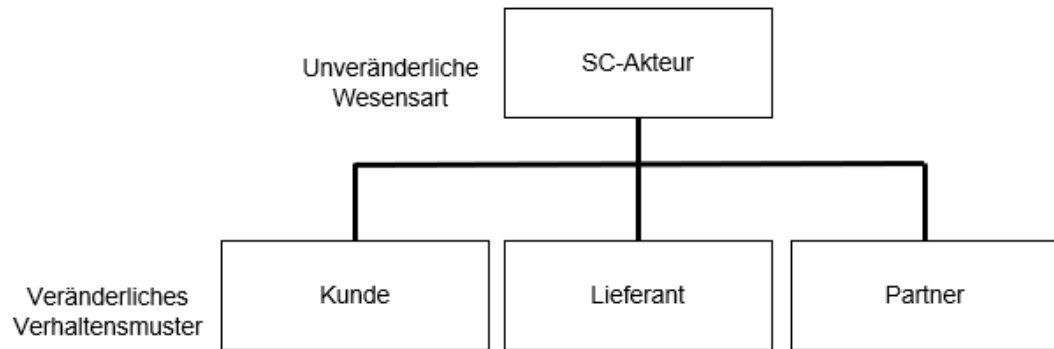 SC-Akteur
Unveränderliche
Wesensart
Kunde
Lieferant
Partner
Veränderliches
Verhaltensmuster